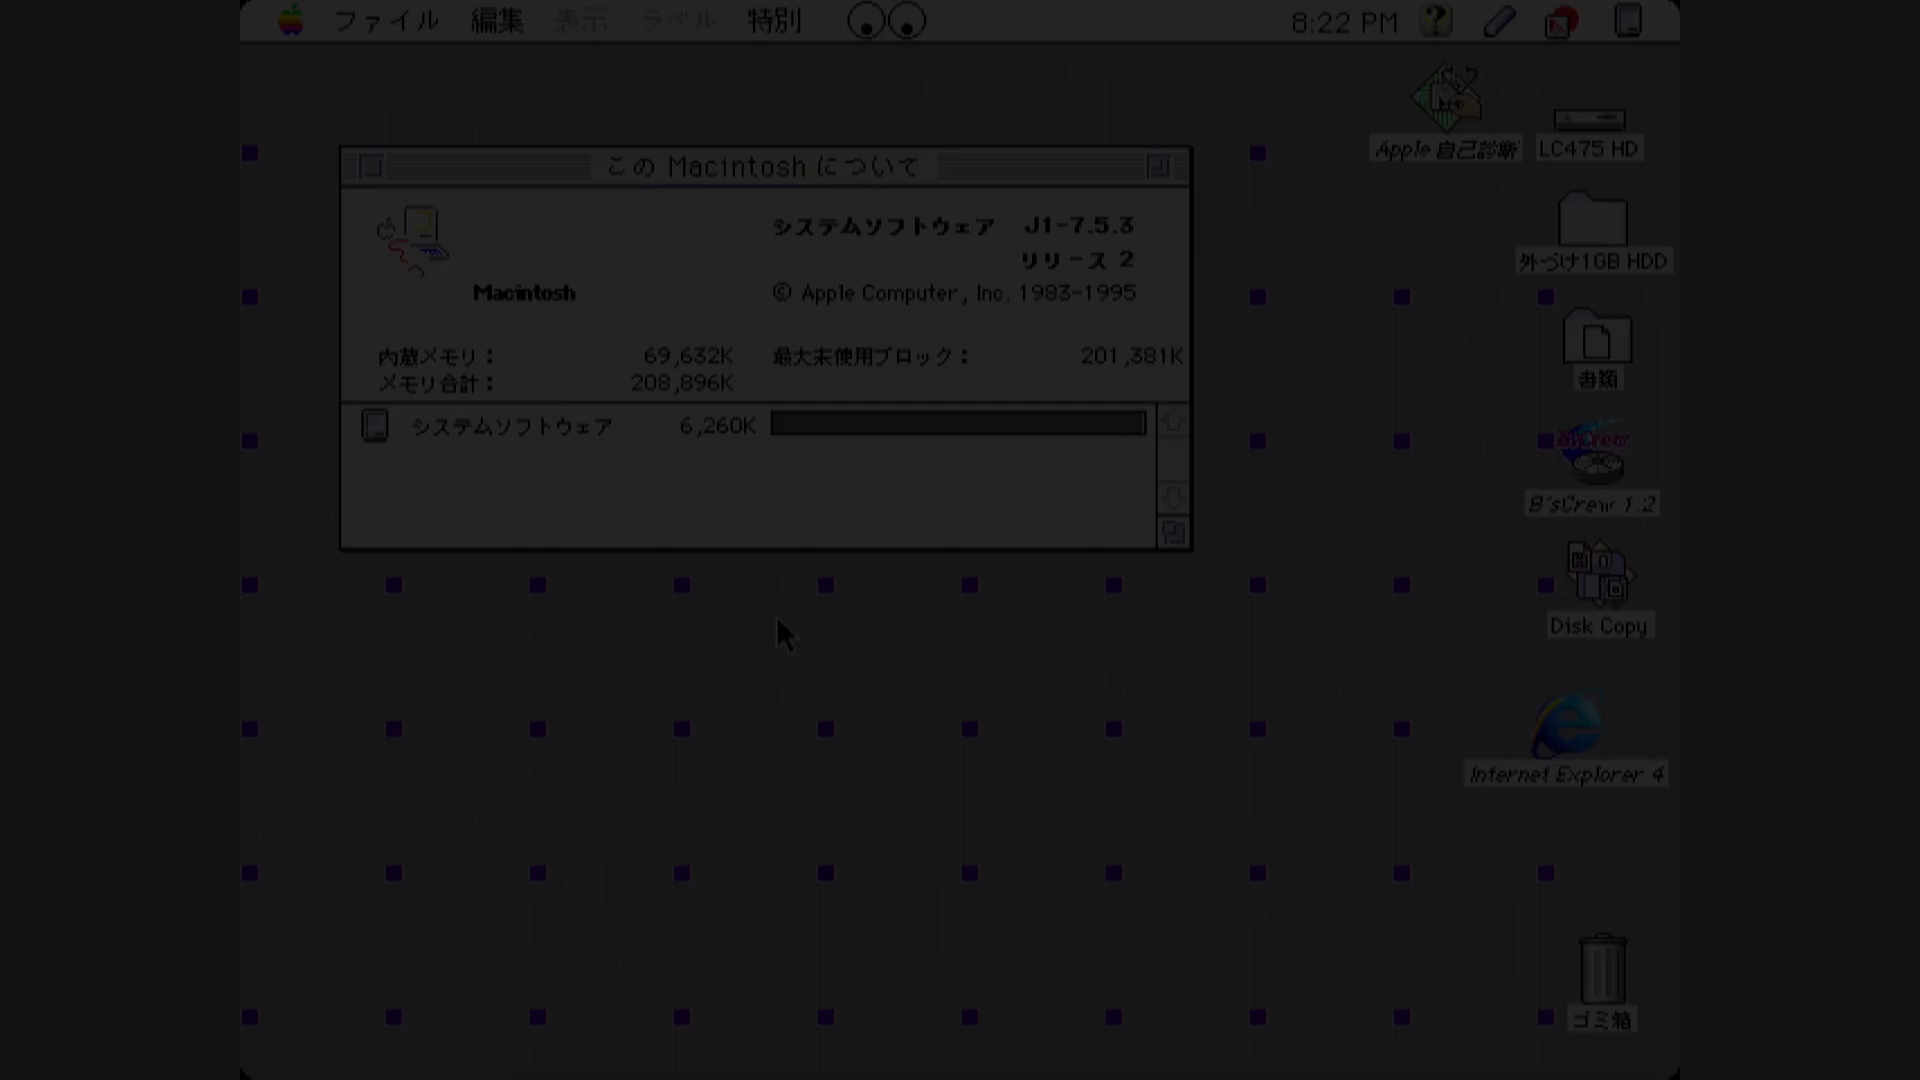 ファイル 編集 表示 ラベル 特別 8:22 PM
Apple 自己診断
LC475 HD
この Macintosh について
システムソフトウェア J1-7.5.3
リリース 2
Macintosh
© Apple Computer, Inc. 1983-1995
内蔵メモリ： 69,632K 最大未使用ブロック： 201,381K
メモリ合計： 208,896K
システムソフトウェア 6,260K
外づけ1GB HDD
書類
B'sCrew
B'sCrew 1.2
Disk Copy
Internet Explorer 4
ゴミ箱